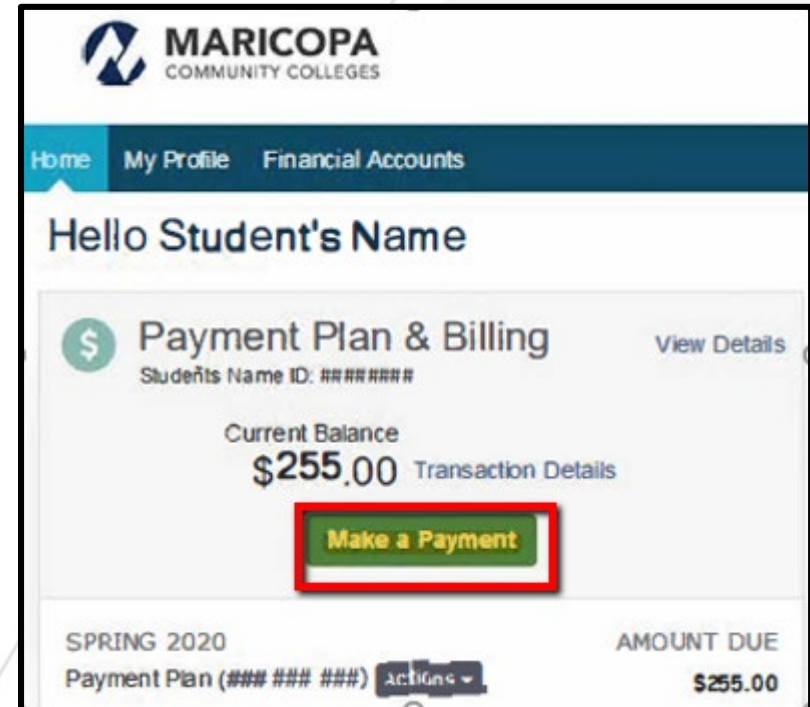 MARICOPA
COMMUNITY COLLEGES
Home My Profile Financial Accounts
Hello Student's Name
$ Payment Plan & Billing View Details
Studeñts Name ID: ########
Current Balance
$255.00 Transaction Details
Make a Payment
SPRING 2020 AMOUNT DUE
Payment Plan (### ### ###) Actions $255.00